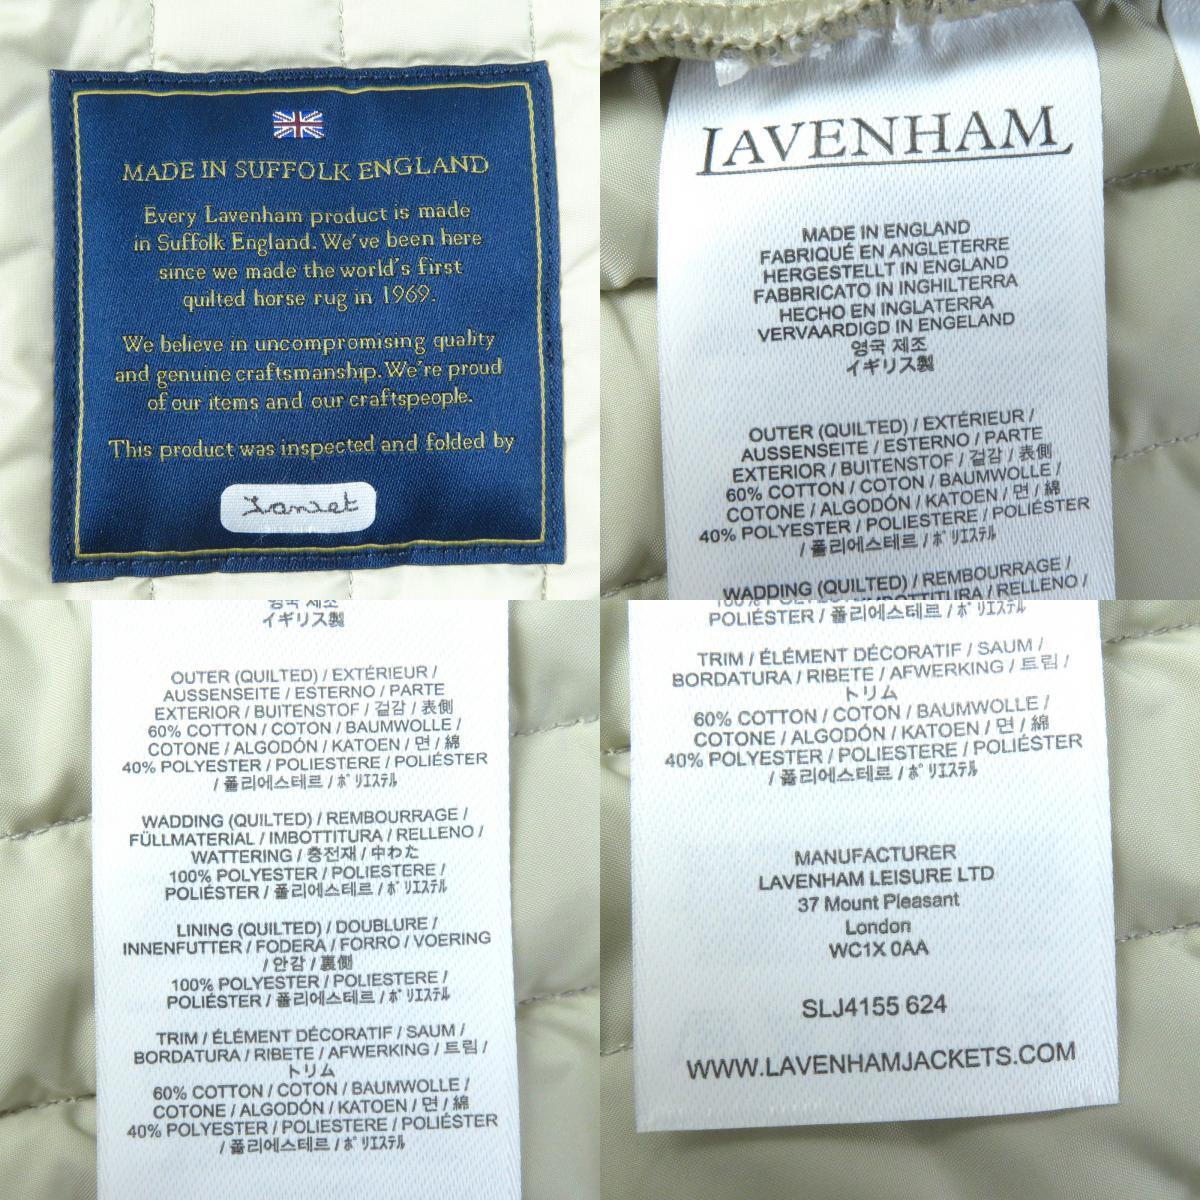 MADE IN SUFFOLK ENGLAND
Every Lavenham product is made
in Suffolk England. We've been here
since we made the world's first
quilted horse rug in 1969.
We believe in uncompromising quality
and genuine craftsmanship. We're proud
of our items and our craftspeople.
This product was inspected and folded by
LAVENHAM
MADE IN ENGLAND
FABRIQUÉ EN ANGLETERRE
HERGESTELLT IN ENGLAND
FABBRICATO IN INGHILTERRA
HECHO EN INGLATERRA
VERVAARDIGD IN ENGELAND
영국 제조
イギリス製
OUTER (QUILTED) / EXTÉRIEUR /
AUSSENSEITE / ESTERNO / PARTE
EXTERIOR / BUITENSTOF / 겉감 / 表側
60% COTTON / COTON / BAUMWOLLE /
COTONE / ALGODÓN / KATOEN / 면 / 綿
40% POLYESTER / POLIESTERE / POLIÉSTER
/ 폴리에스테르 / ポリエステル
WADDING (QUILTED) / REMBOURRAGE /
영국 제조
イギリス製
OUTER (QUILTED) / EXTÉRIEUR /
AUSSENSEITE / ESTERNO / PARTE
EXTERIOR / BUITENSTOF / 겉감 / 表側
60% COTTON / COTON / BAUMWOLLE /
COTONE / ALGODÓN / KATOEN / 면 / 綿
40% POLYESTER / POLIESTERE / POLIÉSTER
/ 폴리에스테르 / ポリエステル
WADDING (QUILTED) / REMBOURRAGE /
FÜLLMATERIAL / IMBOTTITURA / RELLENO /
WATTERING / 충전재 / 中わた
100% POLYESTER / POLIESTERE /
POLIÉSTER / 폴리에스테르 / ポリエステル
LINING (QUILTED) / DOUBLURE /
INNENFUTTER / FODERA / FORRO / VOERING
/ 안감 / 裏側
100% POLYESTER / POLIESTERE /
POLIÉSTER / 폴리에스테르 / ポリエステル
TRIM / ÉLÉMENT DÉCORATIF / SAUM /
BORDATURA / RIBETE / AFWERKING / 트림 /
トリム
60% COTTON / COTON / BAUMWOLLE /
COTONE / ALGODÓN / KATOEN / 면 / 綿
40% POLYESTER / POLIESTERE / POLIÉSTER
/ 폴리에스테르 / ポリエステル
POLIÉSTER / 폴리에스테르 / ポリエステル
TRIM / ÉLÉMENT DÉCORATIF / SAUM /
BORDATURA / RIBETE / AFWERKING / 트림 /
トリム
60% COTTON / COTON / BAUMWOLLE /
COTONE / ALGODÓN / KATOEN / 면 / 綿
40% POLYESTER / POLIESTERE / POLIÉSTER
/ 폴리에스테르 / ポリエステル
MANUFACTURER
LAVENHAM LEISURE LTD
37 Mount Pleasant
London
WC1X 0AA
SLJ4155 624
WWW.LAVENHAMJACKETS.COM